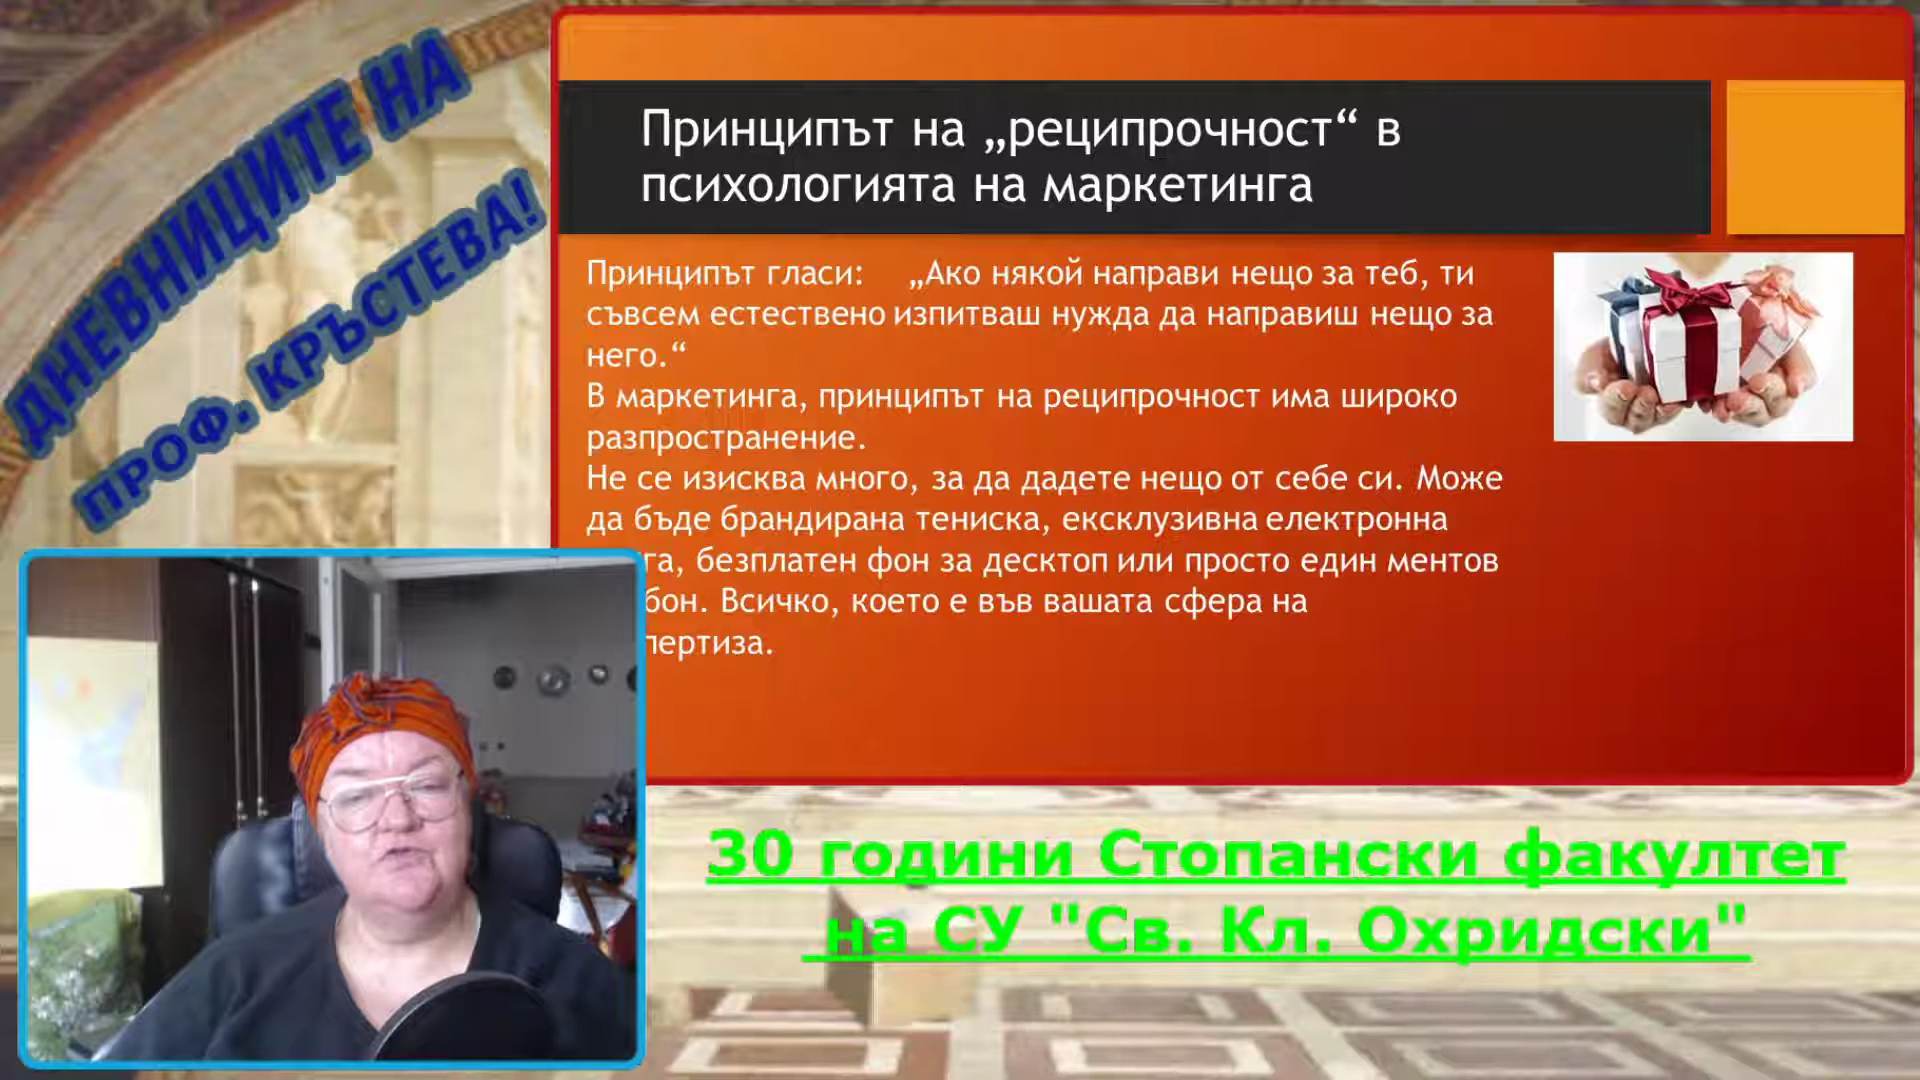 ДНЕВНИЦИТЕ НА
ПРОФ. КРЪСТЕВА!
Принципът на „реципрочност“ в
психологията на маркетинга
Принципът гласи: „Ако някой направи нещо за теб, ти
съвсем естествено изпитваш нужда да направиш нещо за
него.“
В маркетинга, принципът на реципрочност има широко
разпространение.
Не се изисква много, за да дадете нещо от себе си. Може
да бъде брандирана тениска, ексклузивна електронна
га, безплатен фон за десктоп или просто един ментов
бон. Всичко, което е във вашата сфера на
пертиза.
30 години Стопански факултет
на СУ "Св. Кл. Охридски"